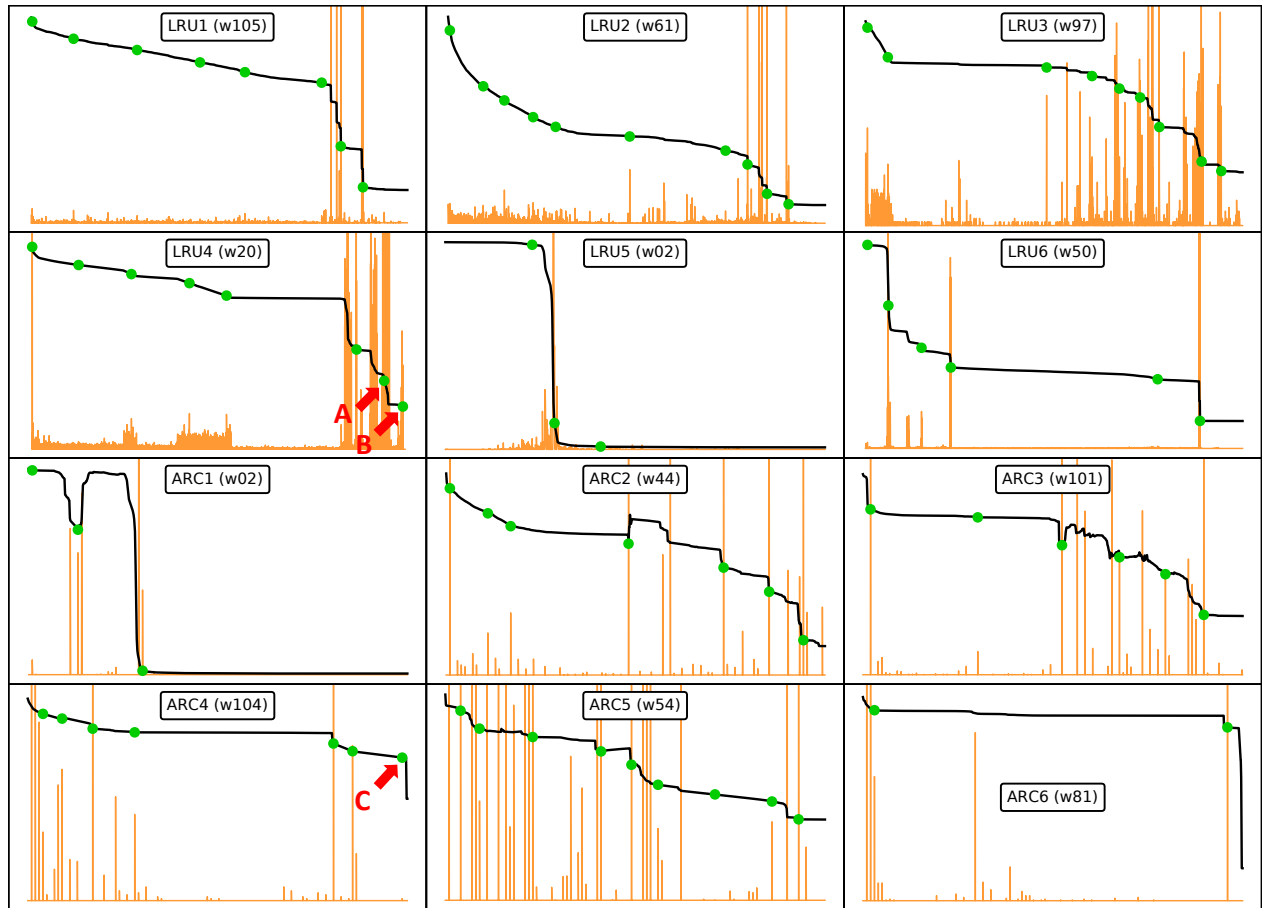 LRU1 (w105)
LRU2 (w61)
LRU3 (w97)
LRU4 (w20)
LRU5 (w02)
LRU6 (w50)
A
B
ARC1 (w02)
ARC2 (w44)
ARC3 (w101)
ARC4 (w104)
ARC5 (w54)
ARC6 (w81)
C